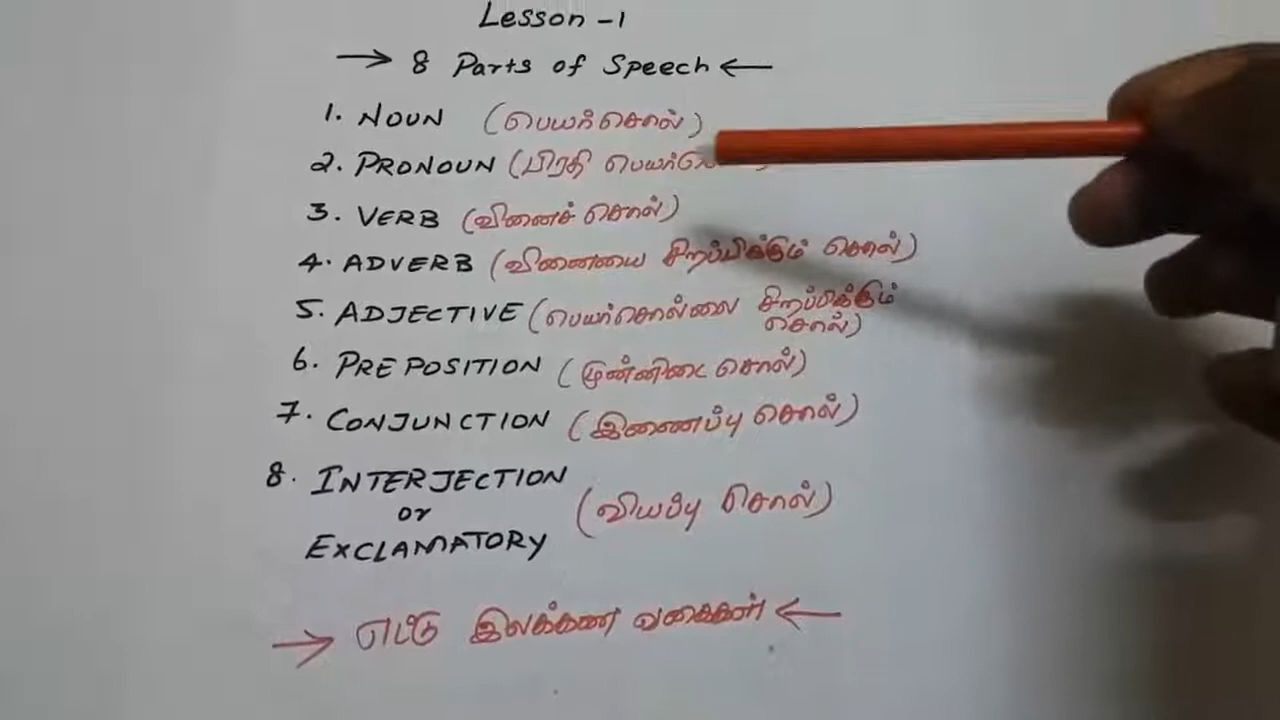 Lesson -1
→ 8 Parts of Speech ←
1. NOUN (பெயர்சொல்)
2. PRONOUN (பிரதி
3. VERB (வினைச் சொல்)
4. ADVERB (வினையை சிறப்பிக்கும் சொல்)
5. ADJECTIVE (பெயர்சொல்லை சிறப்பிக்கும்
சொல்)
6. PREPOSITION (முன்னிடை சொல்)
7. CONJUNCTION (இணைப்பு சொல்)
8. INTERJECTION
or
EXCLAMATORY (வியப்பு சொல்)
→ எட்டு இலக்கண வகைகள் ←